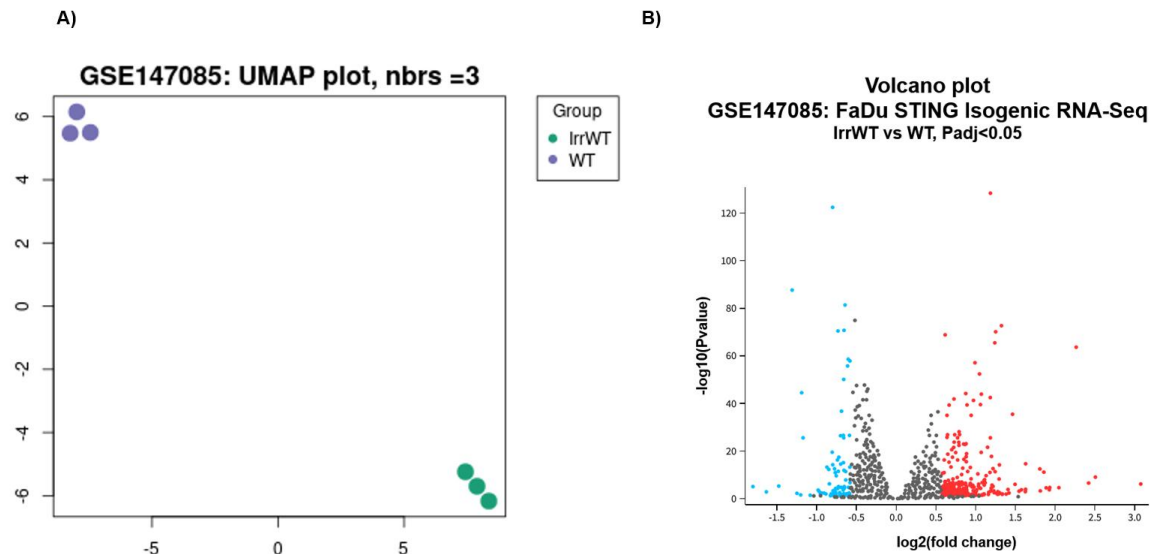 A)
GSE147085: UMAP plot, nbrs =3
6
4
2
0
-2
-4
-6
-5
0
5
Group
IrrWT
WT
B)
Volcano plot
GSE147085: FaDu STING Isogenic RNA-Seq
IrrWT vs WT, Padj<0.05
-log10(Pvalue)
120
100
80
60
40
20
0
-1.5
-1.0
-0.5
0.0
0.5
1.0
1.5
2.0
2.5
3.0
log2(fold change)